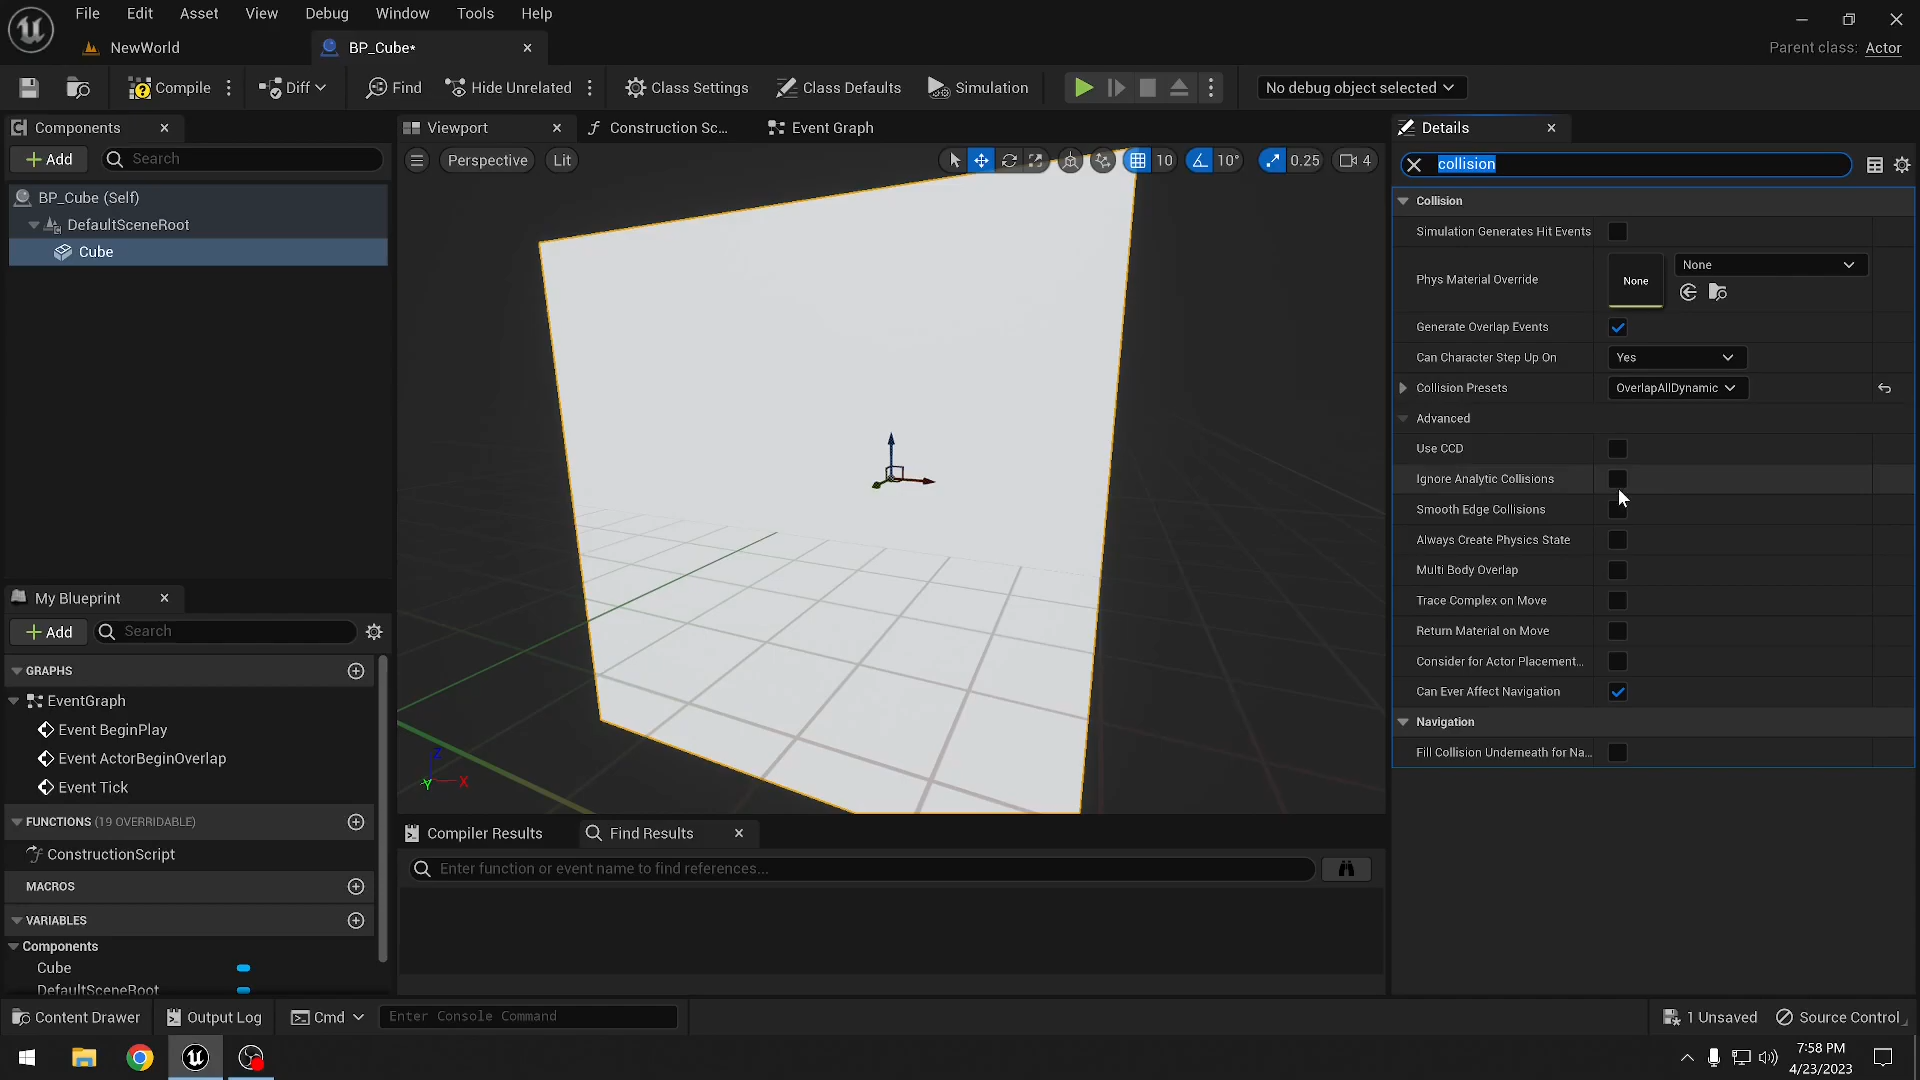 File Edit Asset View Debug Window Tools Help
NewWorld BP_Cube*
Parent class: Actor
Compile Diff Find Hide Unrelated Class Settings Class Defaults Simulation No debug object selected
Components
Add Search
BP_Cube (Self)
DefaultSceneRoot
Cube
My Blueprint
Add Search
GRAPHS
EventGraph
Event BeginPlay
Event ActorBeginOverlap
Event Tick
FUNCTIONS (19 OVERRIDABLE)
ConstructionScript
MACROS
VARIABLES
Components
Cube
DefaultSceneRoot
Viewport Construction Sc... Event Graph
Perspective Lit 10 10° 0.25 4
Z
Y X
Compiler Results Find Results
Enter function or event name to find references...
Details
collision
Collision
Simulation Generates Hit Events
Phys Material Override None None
Generate Overlap Events
Can Character Step Up On Yes
Collision Presets OverlapAllDynamic
Advanced
Use CCD
Ignore Analytic Collisions
Smooth Edge Collisions
Always Create Physics State
Multi Body Overlap
Trace Complex on Move
Return Material on Move
Consider for Actor Placement...
Can Ever Affect Navigation
Navigation
Fill Collision Underneath for Na...
Content Drawer Output Log Cmd Enter Console Command 1 Unsaved Source Control
7:58 PM
4/23/2023